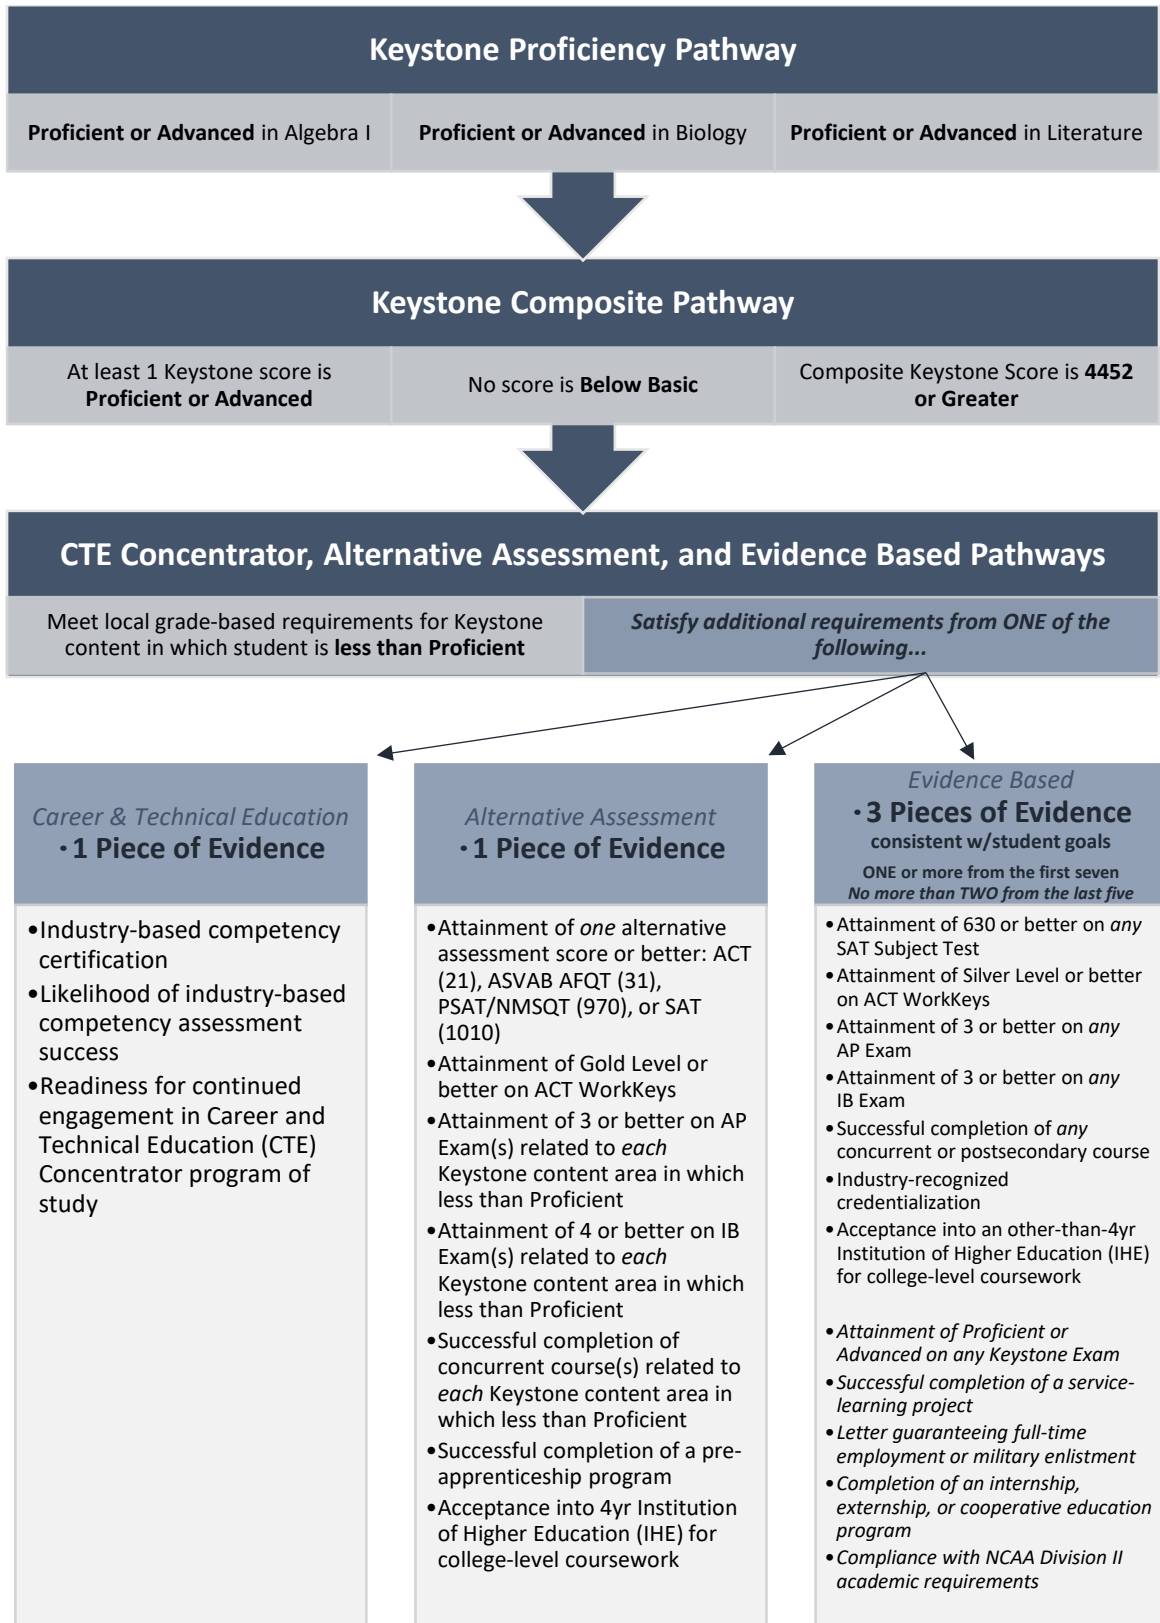 Keystone Proficiency Pathway
Proficient or Advanced in Algebra I
Proficient or Advanced in Biology
Proficient or Advanced in Literature
Keystone Composite Pathway
At least 1 Keystone score is
Proficient or Advanced
No score is Below Basic
Composite Keystone Score is 4452
or Greater
CTE Concentrator, Alternative Assessment, and Evidence Based Pathways
Meet local grade-based requirements for Keystone
content in which student is less than Proficient
Satisfy additional requirements from ONE of the
following...
Career & Technical Education
· 1 Piece of Evidence
•Industry-based competency
certification
•Likelihood of industry-based
competency assessment
success
•Readiness for continued
engagement in Career and
Technical Education (CTE)
Concentrator program of
study
Alternative Assessment
· 1 Piece of Evidence
•Attainment of one alternative
assessment score or better: ACT
(21), ASVAB AFQT (31),
PSAT/NMSQT (970), or SAT
(1010)
•Attainment of Gold Level or
better on ACT WorkKeys
•Attainment of 3 or better on AP
Exam(s) related to each
Keystone content area in which
less than Proficient
•Attainment of 4 or better on IB
Exam(s) related to each
Keystone content area in which
less than Proficient
•Successful completion of
concurrent course(s) related to
each Keystone content area in
which less than Proficient
•Successful completion of a pre-
apprenticeship program
•Acceptance into 4yr Institution
of Higher Education (IHE) for
college-level coursework
Evidence Based
· 3 Pieces of Evidence
consistent w/student goals
ONE or more from the first seven
No more than TWO from the last five
•Attainment of 630 or better on any
SAT Subject Test
•Attainment of Silver Level or better
on ACT WorkKeys
•Attainment of 3 or better on any
AP Exam
•Attainment of 3 or better on any
IB Exam
•Successful completion of any
concurrent or postsecondary course
•Industry-recognized
credentialization
•Acceptance into an other-than-4yr
Institution of Higher Education (IHE)
for college-level coursework
•Attainment of Proficient or
Advanced on any Keystone Exam
•Successful completion of a service-
learning project
•Letter guaranteeing full-time
employment or military enlistment
•Completion of an internship,
externship, or cooperative education
program
•Compliance with NCAA Division II
academic requirements